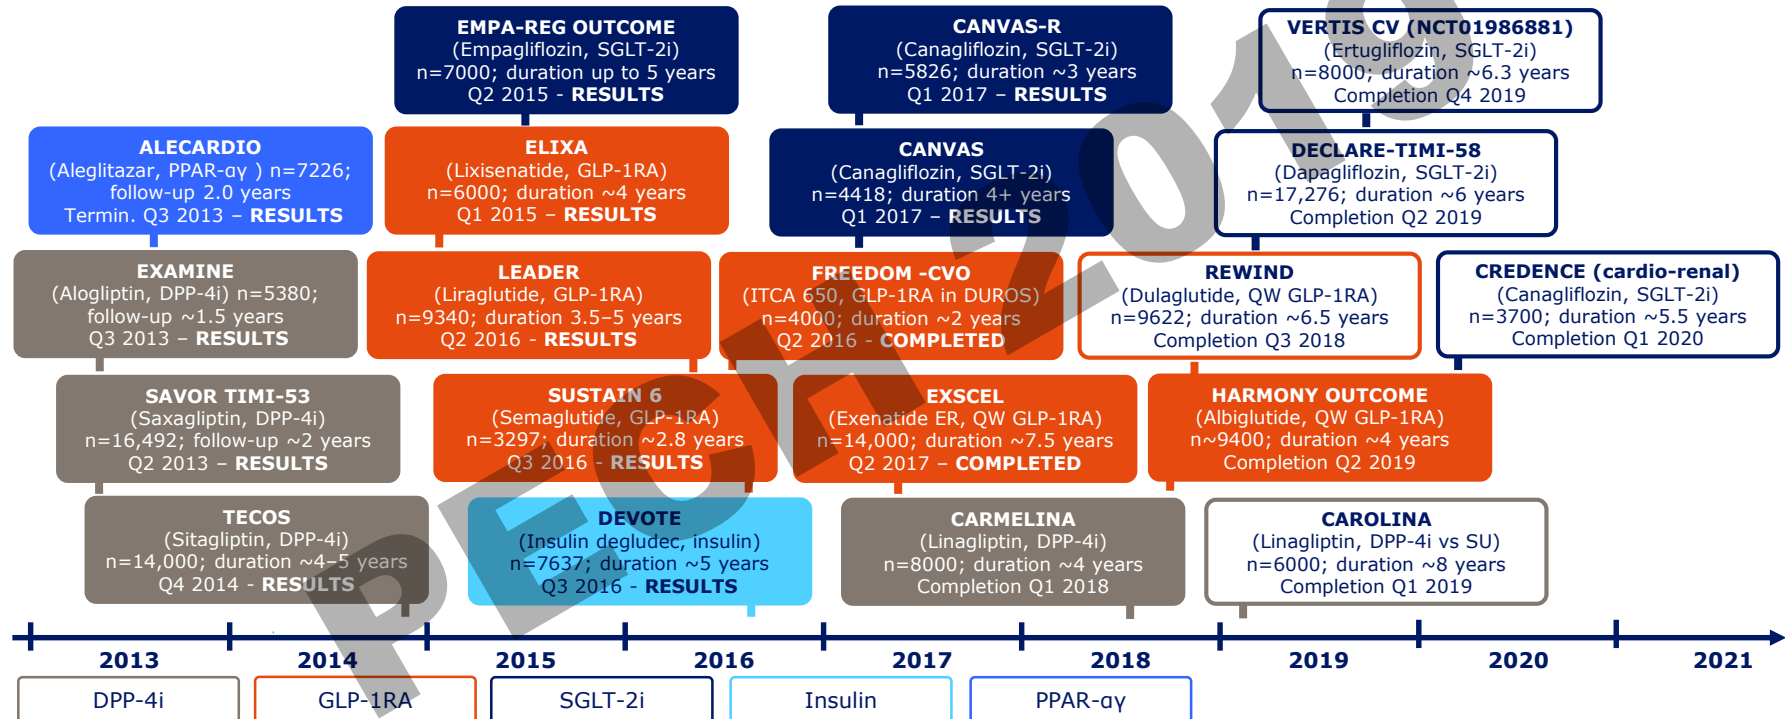 EMPA-REG OUTCOME
(Empagliflozin, SGLT-2i)
n=7000; duration up to 5 years
Q2 2015 - RESULTS
CANVAS-R
(Canagliflozin, SGLT-2i)
n=5826; duration ~3 years
Q1 2017 – RESULTS
VERTIS CV (NCT01986881)
(Ertugliflozin, SGLT-2i)
n=8000; duration ~6.3 years
Completion Q4 2019
ALECARDIO
(Aleglitazar, PPAR-αγ ) n=7226;
follow-up 2.0 years
Termin. Q3 2013 – RESULTS
ELIXA
(Lixisenatide, GLP-1RA)
n=6000; duration ~4 years
Q1 2015 – RESULTS
CANVAS
(Canagliflozin, SGLT-2i)
n=4418; duration 4+ years
Q1 2017 – RESULTS
DECLARE-TIMI-58
(Dapagliflozin, SGLT-2i)
n=17,276; duration ~6 years
Completion Q2 2019
EXAMINE
(Alogliptin, DPP-4i) n=5380;
follow-up ~1.5 years
Q3 2013 – RESULTS
LEADER
(Liraglutide, GLP-1RA)
n=9340; duration 3.5–5 years
Q2 2016 - RESULTS
FREEDOM -CVO
(ITCA 650, GLP-1RA in DUROS)
n=4000; duration ~2 years
Q2 2016 - COMPLETED
REWIND
(Dulaglutide, QW GLP-1RA)
n=9622; duration ~6.5 years
Completion Q3 2018
CREDENCE (cardio-renal)
(Canagliflozin, SGLT-2i)
n=3700; duration ~5.5 years
Completion Q1 2020
SAVOR TIMI-53
(Saxagliptin, DPP-4i)
n=16,492; follow-up ~2 years
Q2 2013 – RESULTS
SUSTAIN 6
(Semaglutide, GLP-1RA)
n=3297; duration ~2.8 years
Q3 2016 - RESULTS
EXSCEL
(Exenatide ER, QW GLP-1RA)
n=14,000; duration ~7.5 years
Q2 2017 – COMPLETED
HARMONY OUTCOME
(Albiglutide, QW GLP-1RA)
n~9400; duration ~4 years
Completion Q2 2019
TECOS
(Sitagliptin, DPP-4i)
n=14,000; duration ~4–5 years
Q4 2014 - RESULTS
DEVOTE
(Insulin degludec, insulin)
n=7637; duration ~5 years
Q3 2016 - RESULTS
CARMELINA
(Linagliptin, DPP-4i)
n=8000; duration ~4 years
Completion Q1 2018
CAROLINA
(Linagliptin, DPP-4i vs SU)
n=6000; duration ~8 years
Completion Q1 2019
2013 2014 2015 2016 2017 2018 2019 2020 2021
DPP-4i GLP-1RA SGLT-2i Insulin PPAR-αγ
PECH 2019